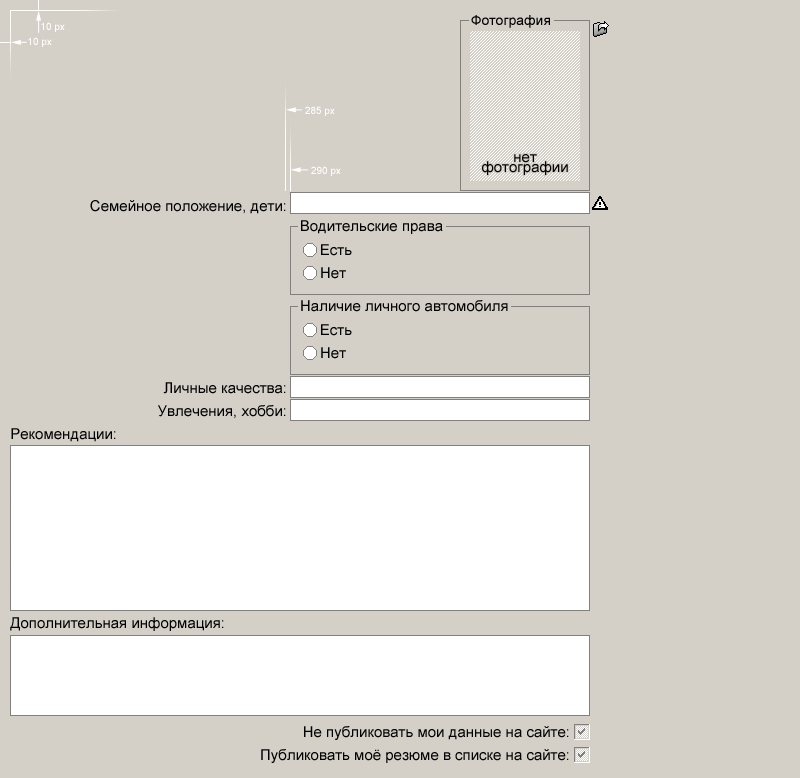 10 px
10 px
Фотография
нет
фотографии
285 px
290 px
Семейное положение, дети:
Водительские права
Есть
Нет
Наличие личного автомобиля
Есть
Нет
Личные качества:
Увлечения, хобби:
Рекомендации:
Дополнительная информация:
Не публиковать мои данные на сайте:
Публиковать моё резюме в списке на сайте: